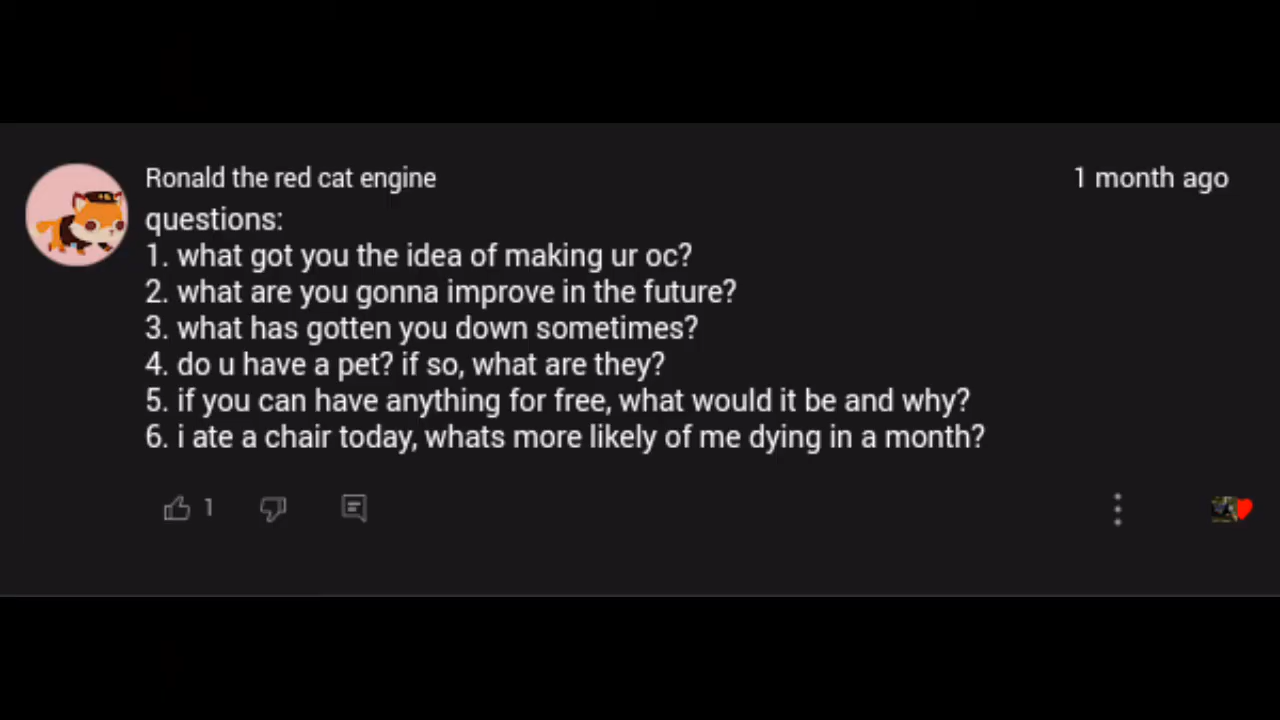 Ronald the red cat engine
1 month ago
questions:
1. what got you the idea of making ur oc?
2. what are you gonna improve in the future?
3. what has gotten you down sometimes?
4. do u have a pet? if so, what are they?
5. if you can have anything for free, what would it be and why?
6. i ate a chair today, whats more likely of me dying in a month?
1